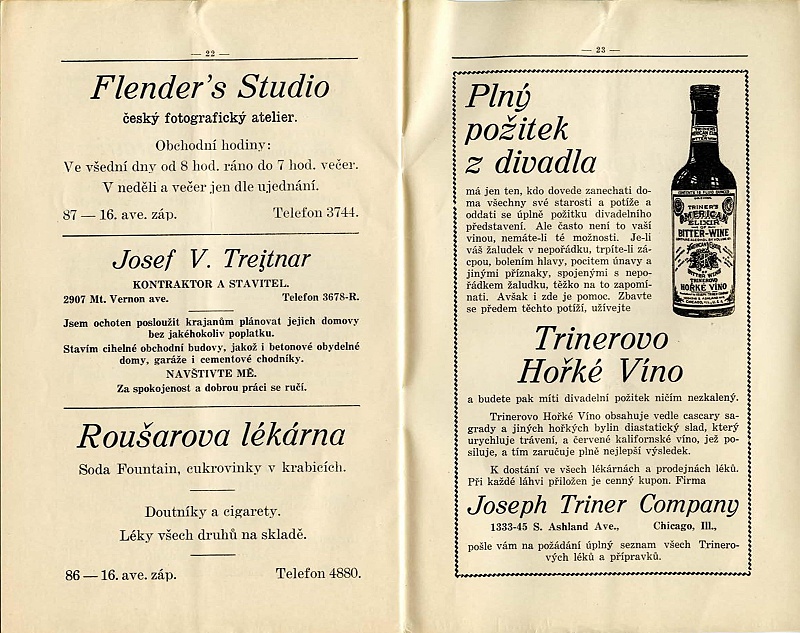 — 22 —
Flender's Studio
český fotografický atelier.
Obchodní hodiny:
Ve všední dny od 8 hod. ráno do 7 hod. večer.
V neděli a večer jen dle ujednání.
87 — 16. ave. záp. Telefon 3744.
Josef V. Trejtnar
KONTRAKTOR A STAVITEL.
2907 Mt. Vernon ave. Telefon 3678-R.
Jsem ochoten posloužit krajanům plánovat jejich domovy
bez jakéhokoliv poplatku.
Stavím cihelné obchodní budovy, jakož i betonové obydelné
domy, garáže i cementové chodníky.
NAVŠTIVTE MĚ.
Za spokojenost a dobrou práci se ručí.
Roušarova lékárna
Soda Fountain, cukrovinky v krabicích.
Doutníky a cigarety.
Léky všech druhů na skladě.
86 — 16. ave. záp. Telefon 4880.
— 23 —
Plný
požitek
z divadla
má jen ten, kdo dovede zanechati do-
ma všechny své starosti a potíže a
oddati se úplně požitku divadelního
představení. Ale často není to vaší
vinou, nemáte-li té možnosti. Je-li
váš žaludek v nepořádku, trpíte-li zá-
cpou, bolením hlavy, pocitem únavy a
jinými příznaky, spojenými s nepo-
řádkem žaludku, těžko na to zapomí-
nati. Avšak i zde je pomoc. Zbavte
se předem těchto potíží, užívejte
TRINER'S
AMERICAN
ELIXIR
OF
BITTER-WINE
TRINEROVO
HOŘKÉ VÍNO
Trinerovo
Hořké Víno
a budete pak míti divadelní požitek ničím nezkalený.
Trinerovo Hořké Víno obsahuje vedle cascary sa-
grady a jiných hořkých bylin diastatický slad, který
urychluje trávení, a červené kalifornské víno, jež po-
siluje, a tím zaručuje plně nejlepší výsledek.
K dostání ve všech lékárnách a prodejnách léků.
Při každé láhvi přiložen je cenný kupon. Firma
Joseph Triner Company
1333-45 S. Ashland Ave., Chicago, Ill.,
pošle vám na požádání úplný seznam všech Trinero-
vých léků a přípravků.